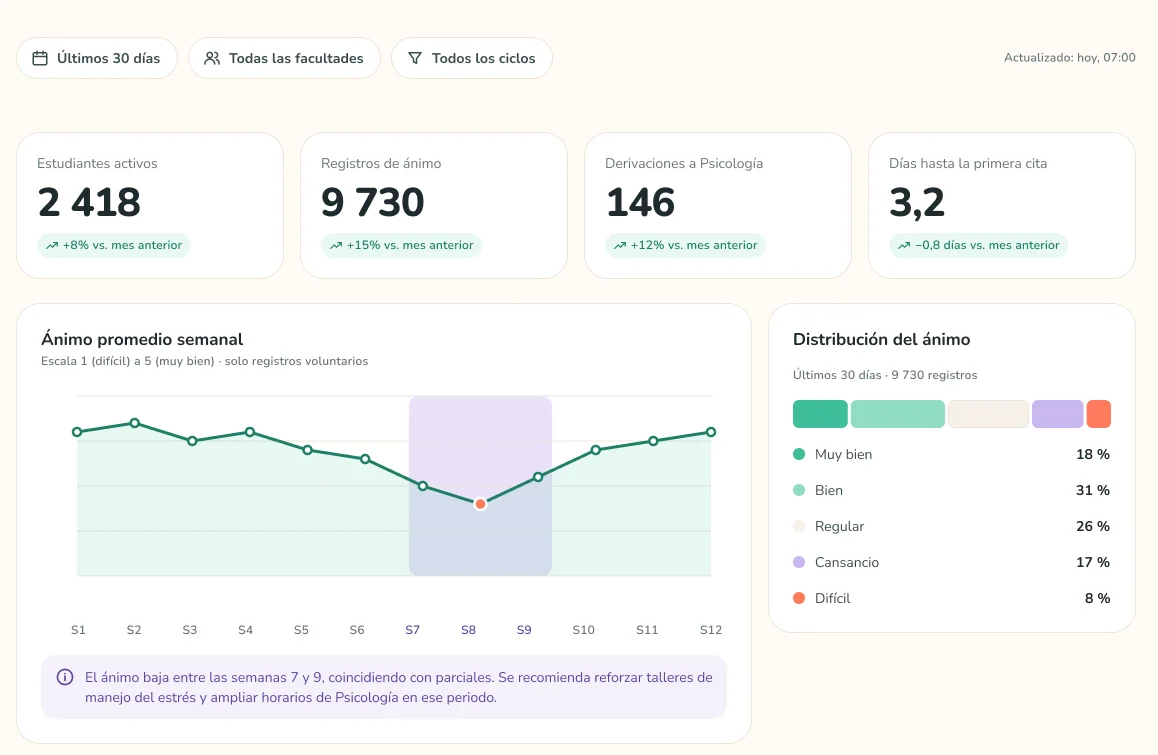 Últimos 30 días
Todas las facultades
Todos los ciclos
Actualizado: hoy, 07:00
Estudiantes activos
2 418
+8% vs. mes anterior
Registros de ánimo
9 730
+15% vs. mes anterior
Derivaciones a Psicología
146
+12% vs. mes anterior
Días hasta la primera cita
3,2
−0,8 días vs. mes anterior
Ánimo promedio semanal
Escala 1 (difícil) a 5 (muy bien) · solo registros voluntarios
S1 S2 S3 S4 S5 S6 S7 S8 S9 S10 S11 S12
El ánimo baja entre las semanas 7 y 9, coincidiendo con parciales. Se recomienda reforzar talleres de
manejo del estrés y ampliar horarios de Psicología en ese periodo.
Distribución del ánimo
Últimos 30 días · 9 730 registros
Muy bien 18 %
Bien 31 %
Regular 26 %
Cansancio 17 %
Difícil 8 %